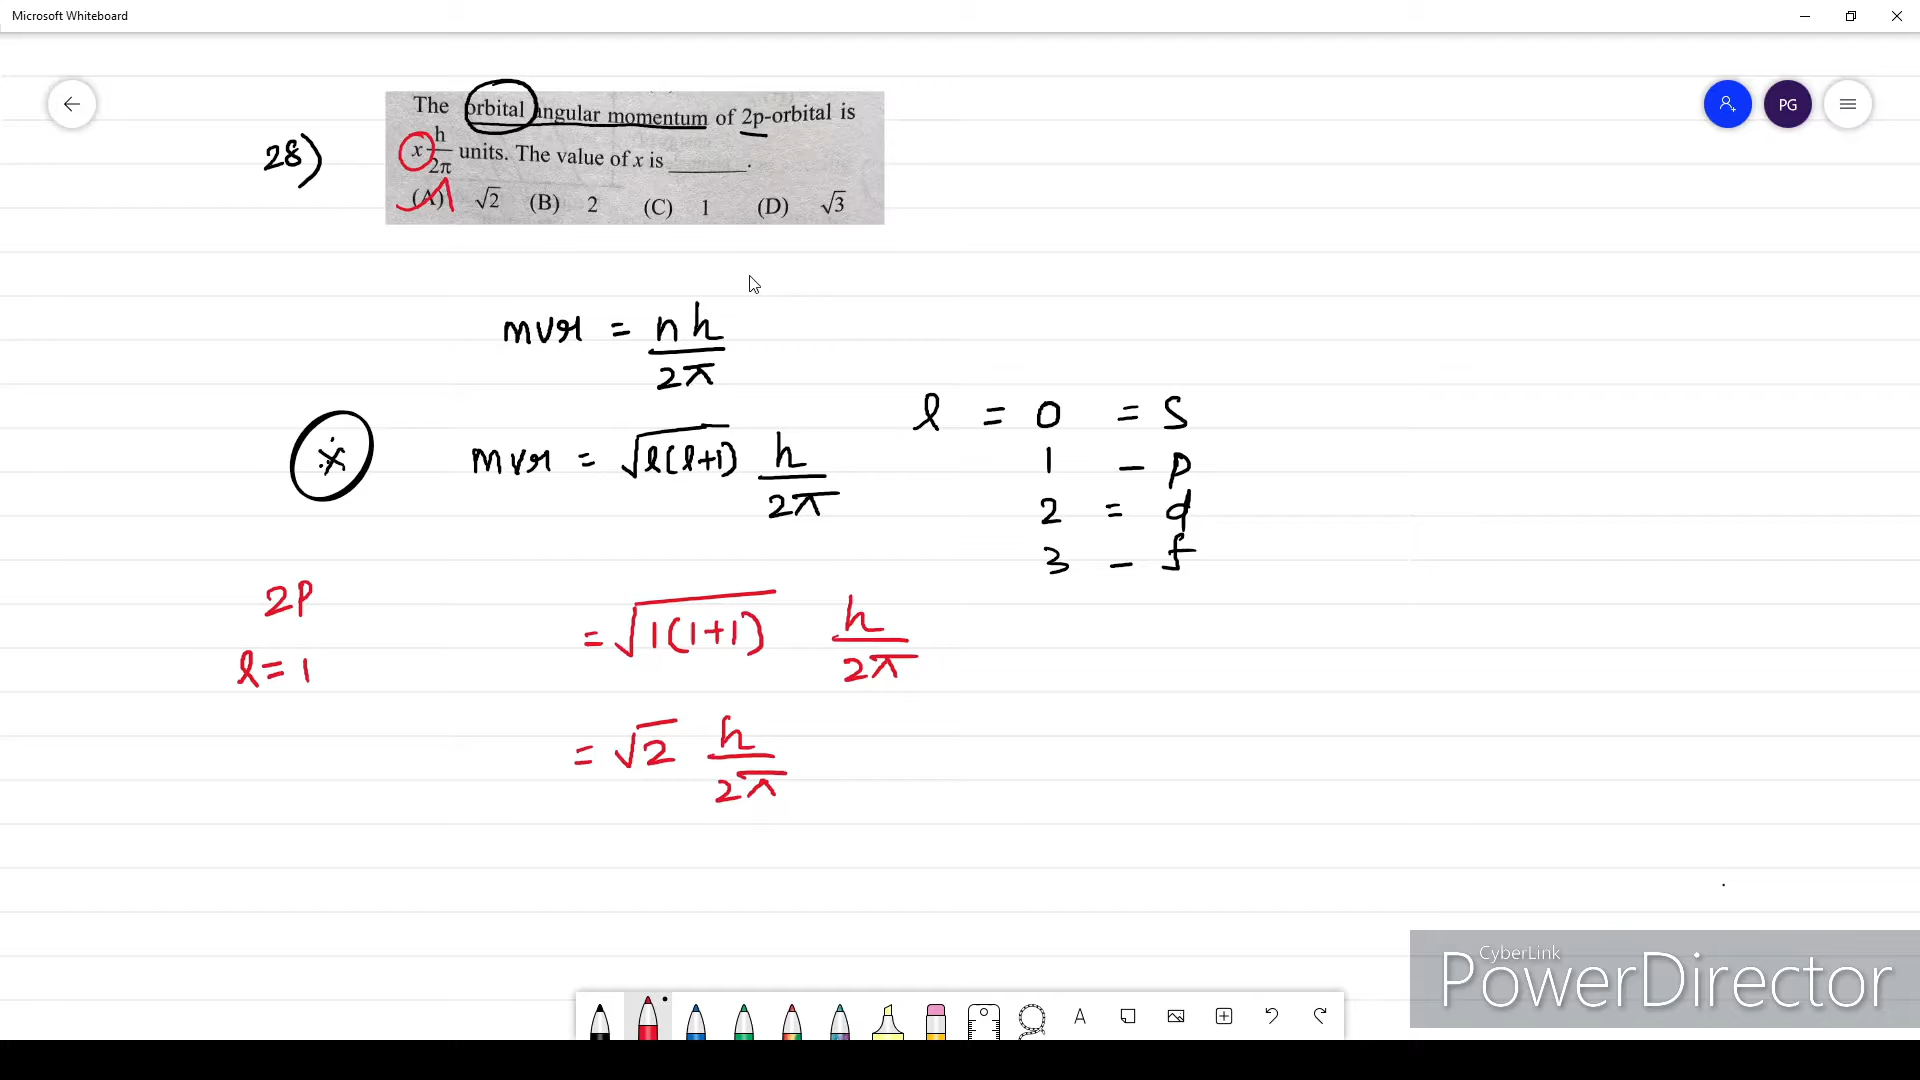 Microsoft Whiteboard
PG
28)
The orbital angular momentum of 2p-orbital is
x h/2π units. The value of x is ______.
(A) √2 (B) 2 (C) 1 (D) √3
mvr = nh/2π
mvr = √l(l+1) h/2π
l = 0 = s
1 – p
2 = d
3 – f
2p
l = 1
= √1(1+1) h/2π
= √2 h/2π
CyberLink
PowerDirector
A